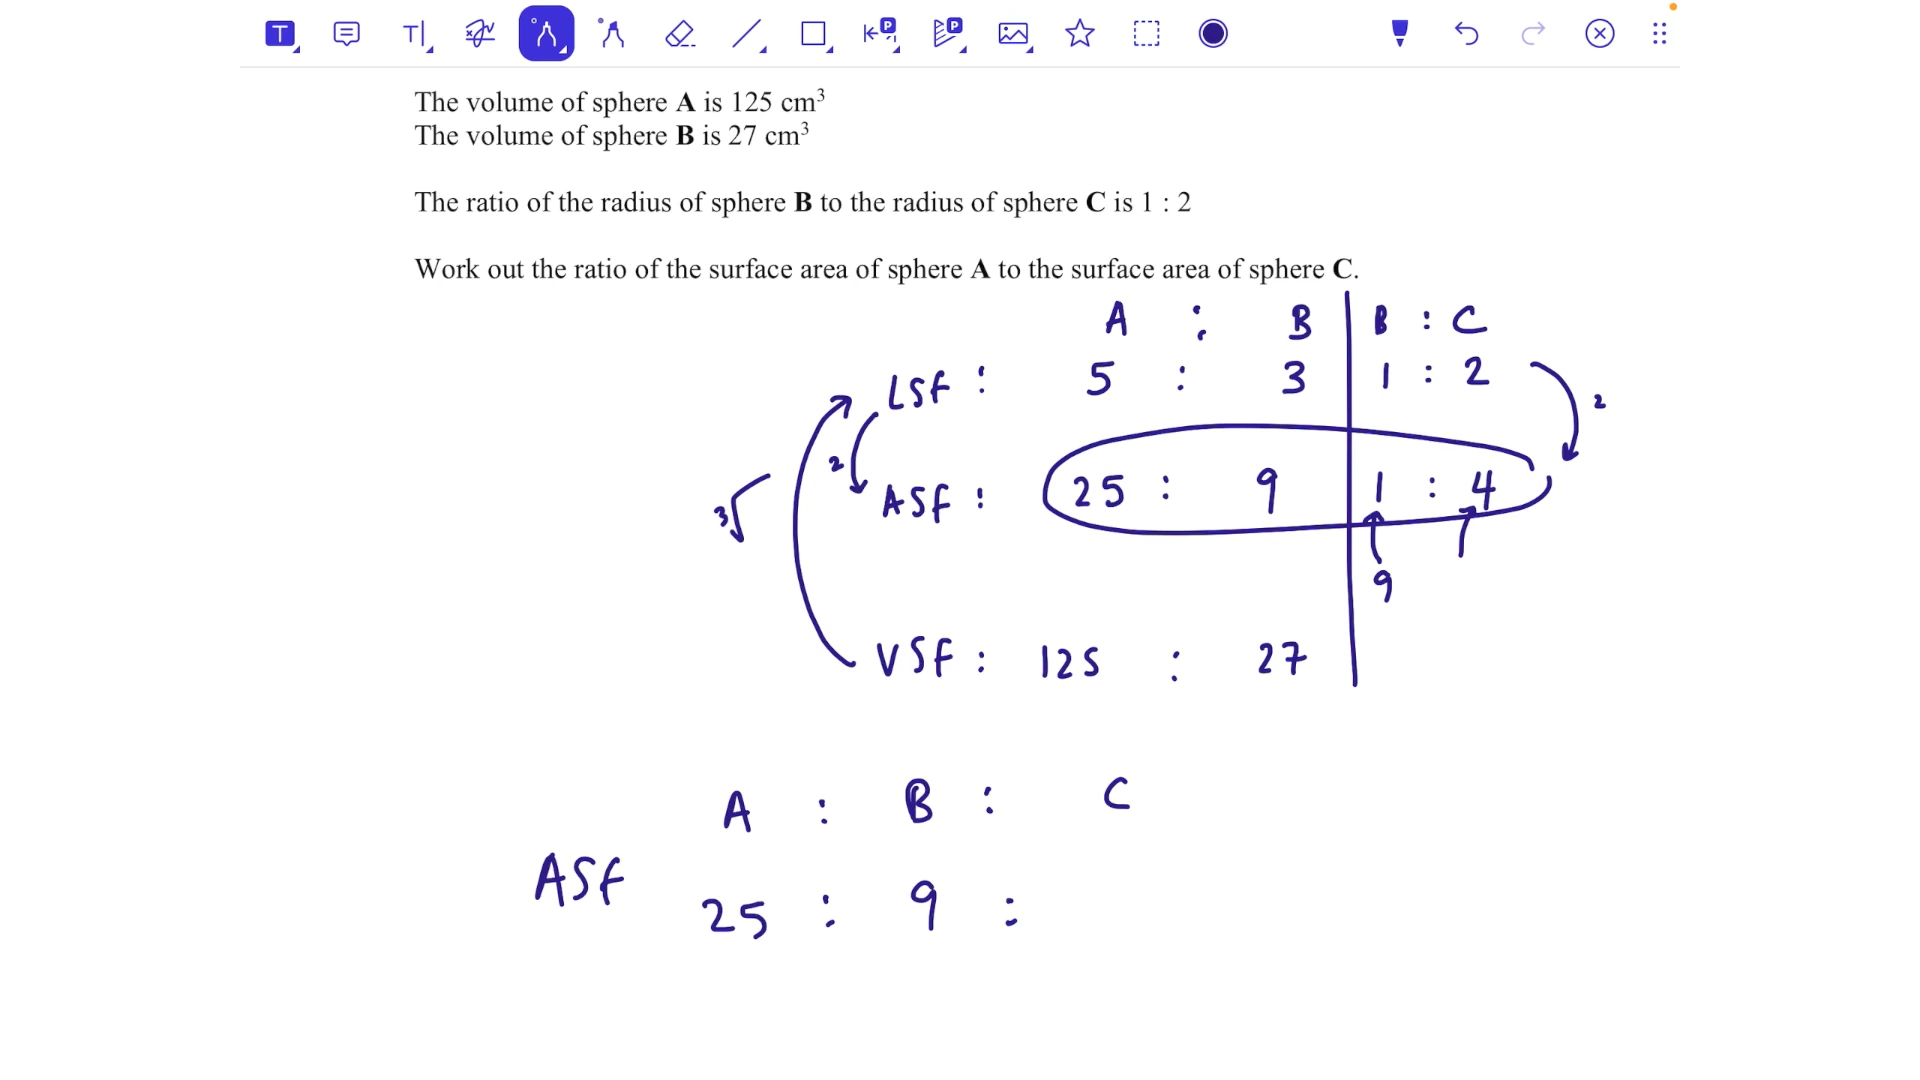 The volume of sphere A is 125 cm³
The volume of sphere B is 27 cm³
The ratio of the radius of sphere B to the radius of sphere C is 1 : 2
Work out the ratio of the surface area of sphere A to the surface area of sphere C.
A : B B : C
LSF : 5 : 3 1 : 2
2
2
ASF : 25 : 9 1 : 4
3√
9
VSF : 125 : 27
A : B : C
ASF
25 : 9 :